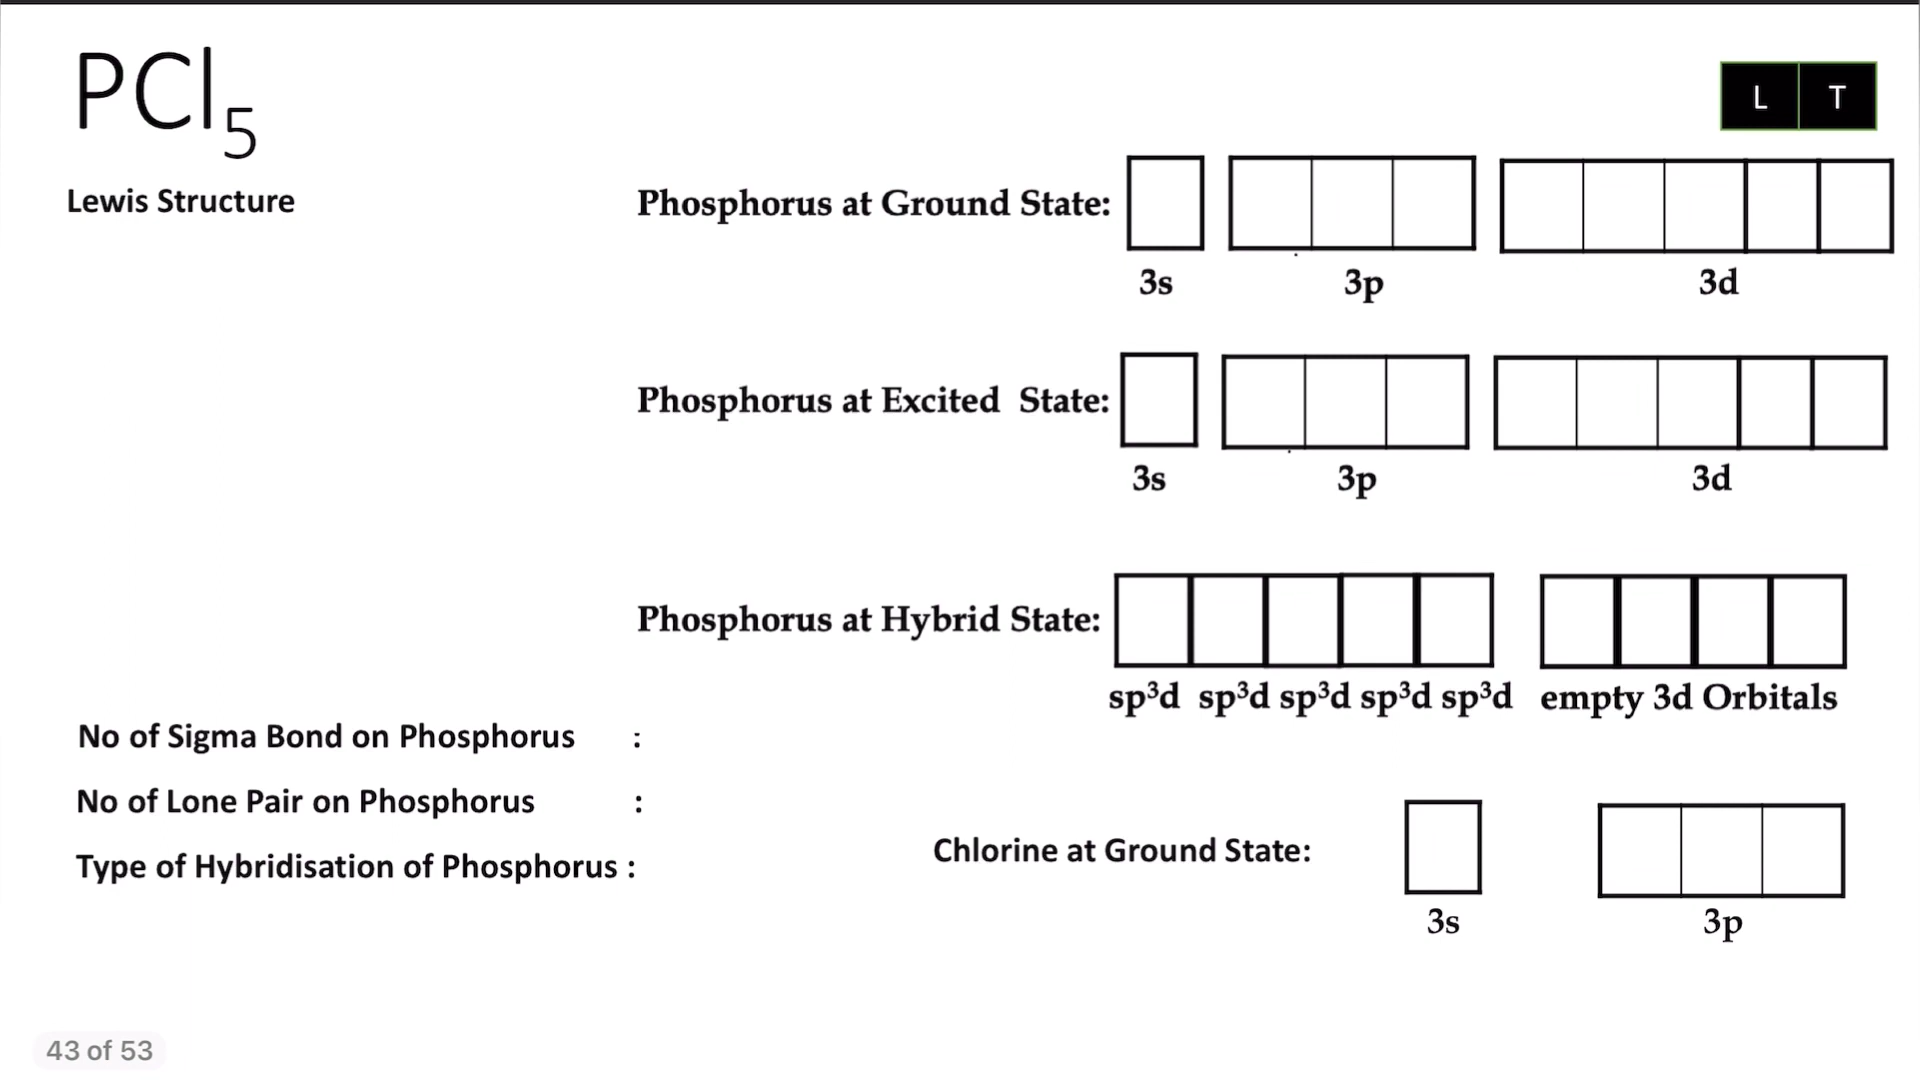 PCl₅
L T
Lewis Structure
Phosphorus at Ground State:
3s 3p 3d
Phosphorus at Excited State:
3s 3p 3d
Phosphorus at Hybrid State:
sp³d sp³d sp³d sp³d sp³d empty 3d Orbitals
No of Sigma Bond on Phosphorus :
No of Lone Pair on Phosphorus :
Type of Hybridisation of Phosphorus :
Chlorine at Ground State:
3s 3p
43 of 53